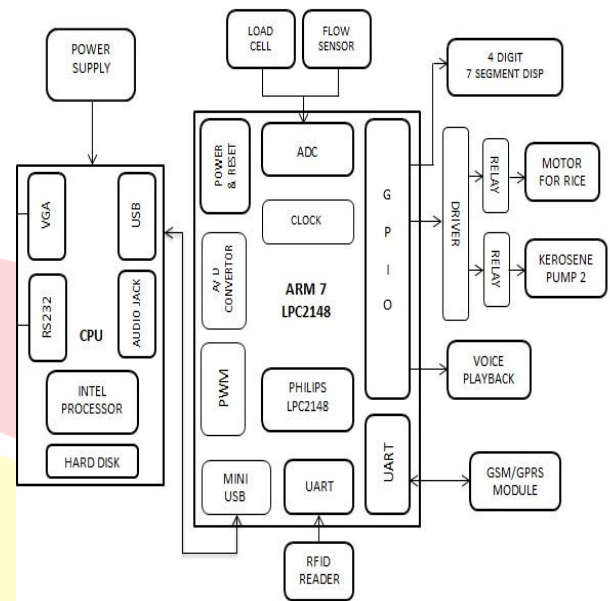 POWER
SUPPLY
LOAD
CELL
FLOW
SENSOR
4 DIGIT
7 SEGMENT DISP
VGA
USB
RS232
AUDIO JACK
CPU
INTEL
PROCESSOR
HARD DISK
POWER
& RESET
ADC
CLOCK
A/D
CONVERTOR
ARM 7
LPC2148
PWM
PHILIPS
LPC2148
MINI
USB
UART
UART
G
P
I
O
DRIVER
RELAY
MOTOR
FOR RICE
RELAY
KEROSENE
PUMP 2
VOICE
PLAYBACK
GSM/GPRS
MODULE
RFID
READER